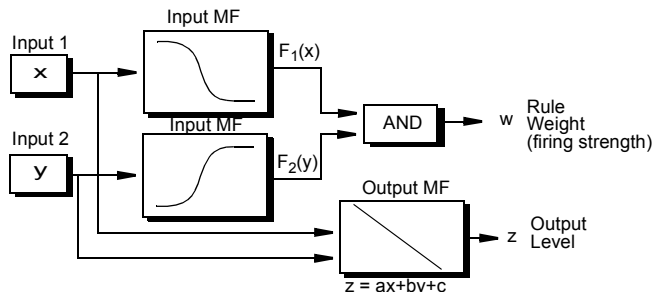 Input MF
Input 1
x
F1(x)
Input MF
AND
w Rule Weight (firing strength)
Input 2
y
F2(y)
Output MF
z Output Level
z = ax+by+c